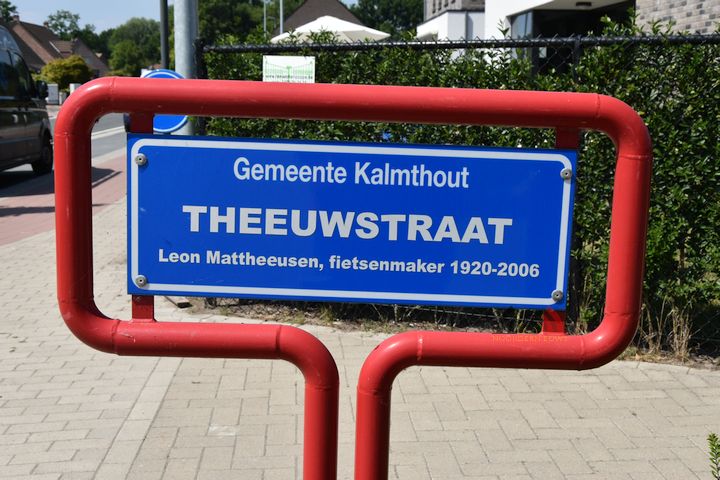 Gemeente Kalmthout
THEEUWSTRAAT
Leon Mattheeusen, fietsenmaker 1920-2006